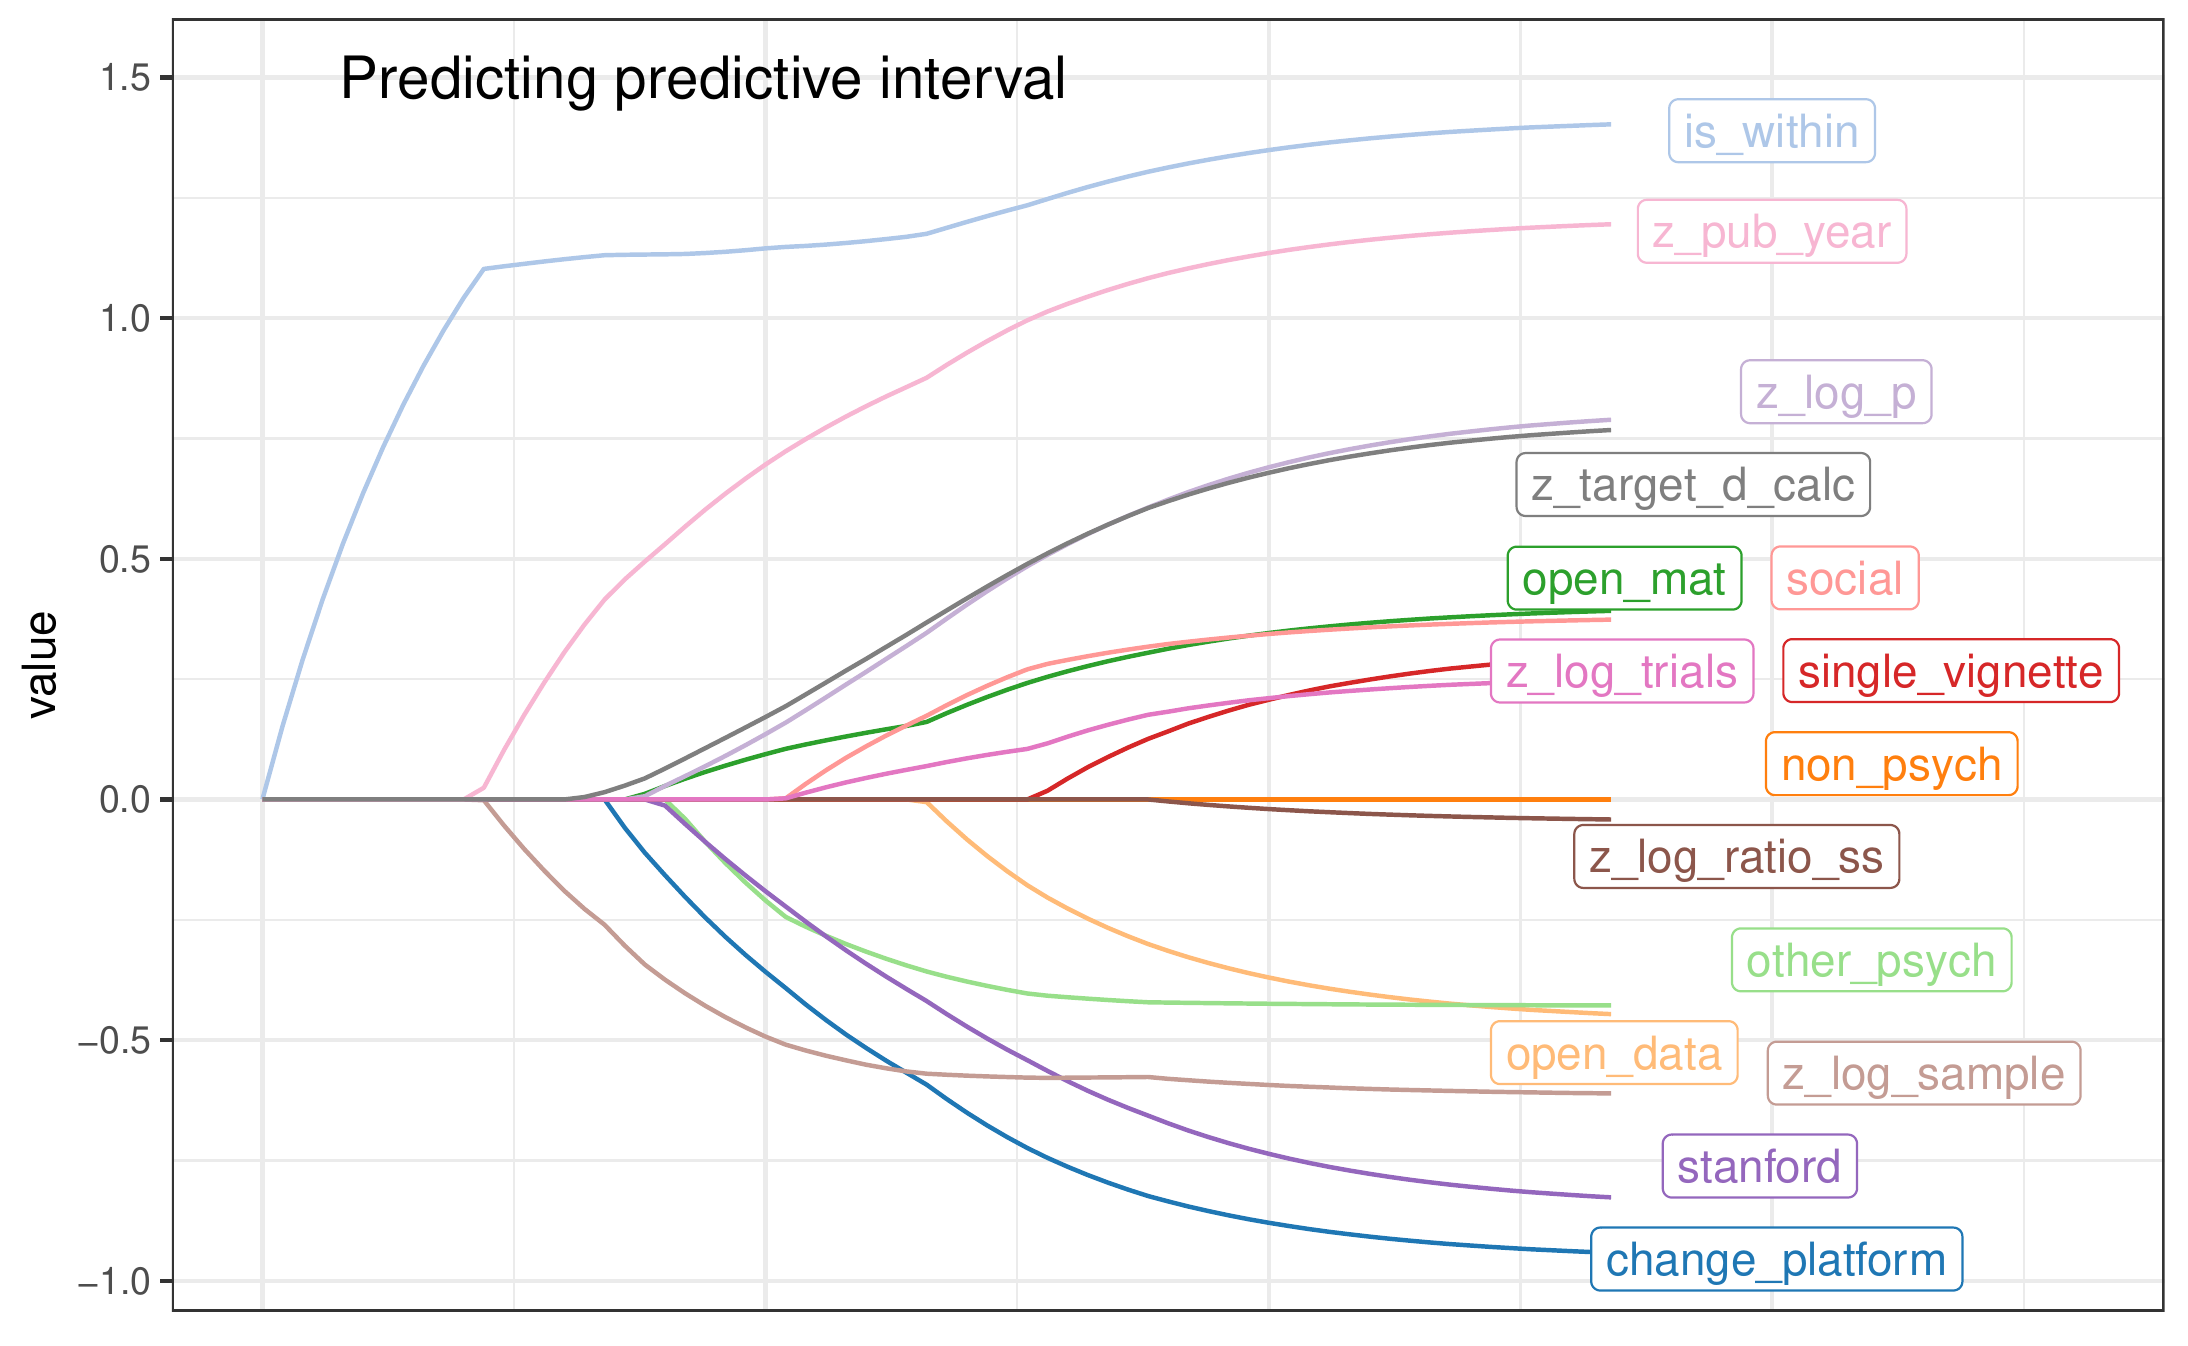 Predicting predictive interval
value
1.5
1.0
0.5
0.0
−0.5
−1.0
is_within
z_pub_year
z_log_p
z_target_d_calc
open_mat
social
z_log_trials
single_vignette
non_psych
z_log_ratio_ss
other_psych
open_data
z_log_sample
stanford
change_platform